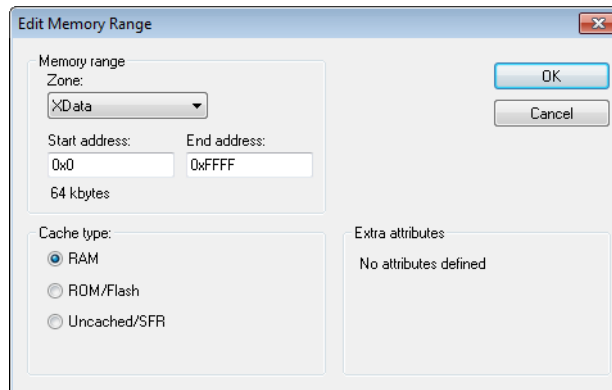 Edit Memory Range
Memory range
Zone:
XData
Start address:
End address:
0x0
0xFFFF
64 kbytes
OK
Cancel
Cache type:
RAM
ROM/Flash
Uncached/SFR
Extra attributes
No attributes defined